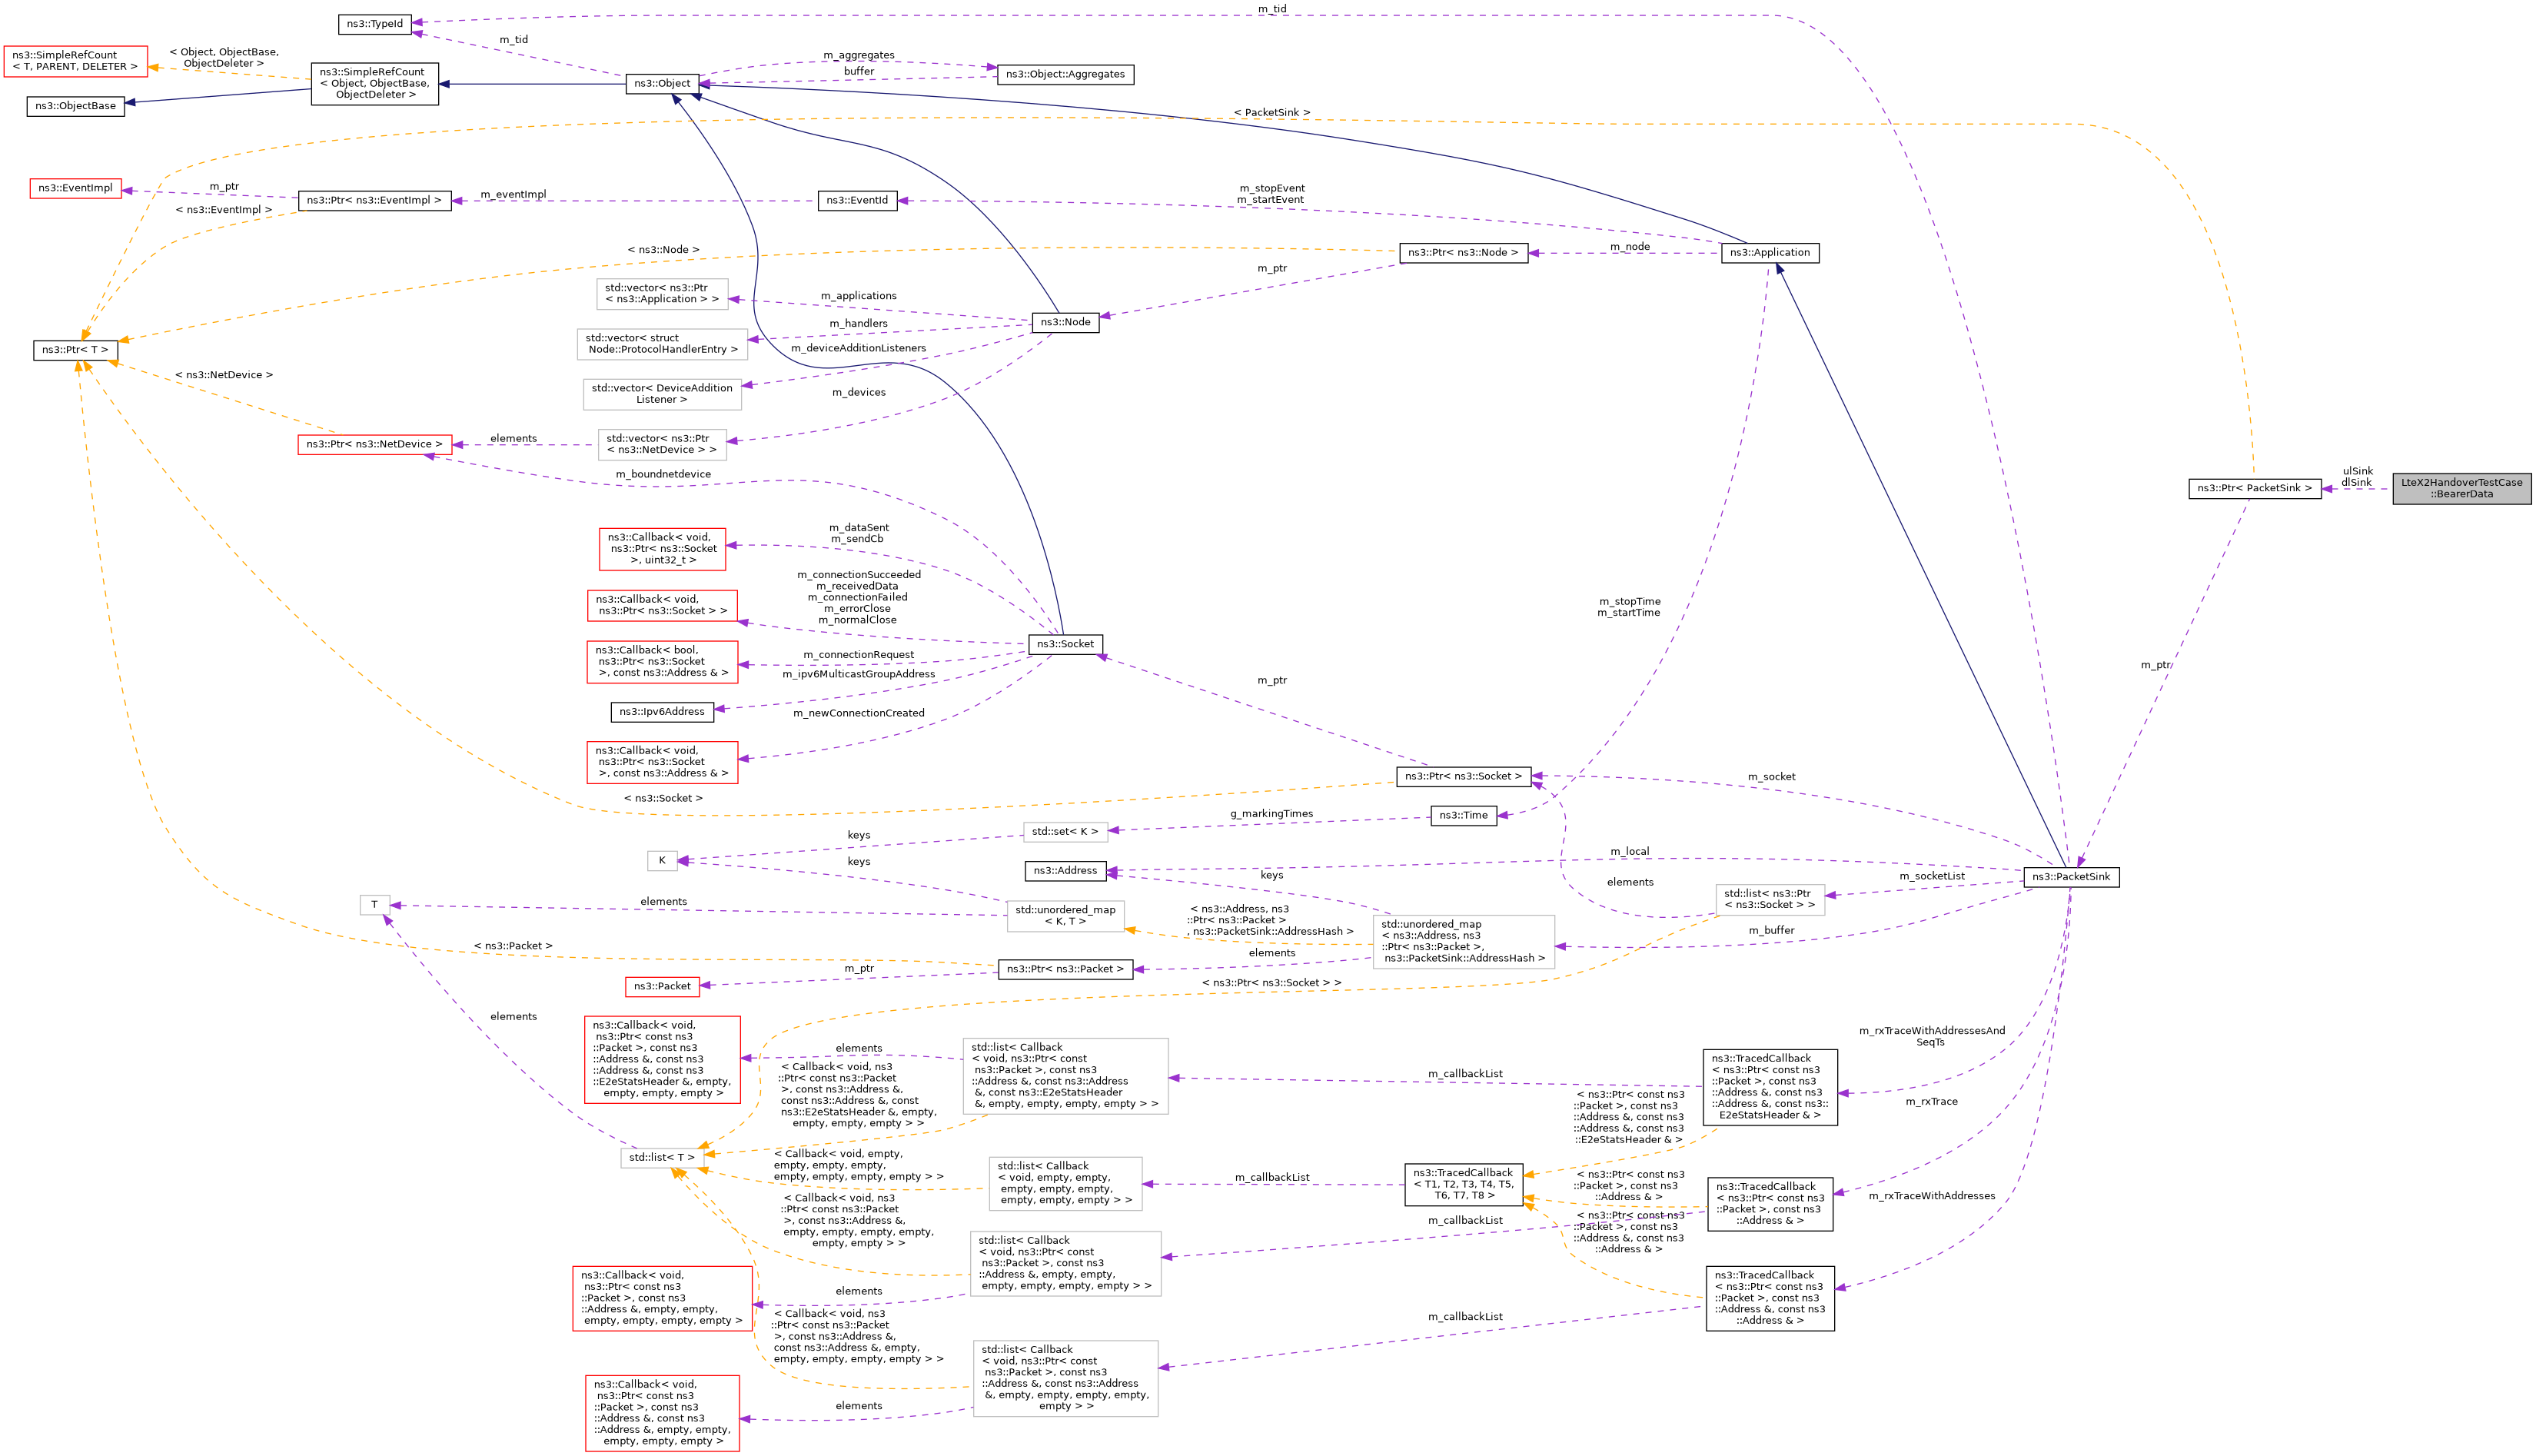 m_tid
ns3::TypeId
m_tid
ns3::SimpleRefCount
< T, PARENT, DELETER >
< Object, ObjectBase,
ObjectDeleter >
ns3::SimpleRefCount
< Object, ObjectBase,
ObjectDeleter >
ns3::ObjectBase
ns3::Object
m_aggregates
buffer
ns3::Object::Aggregates
< PacketSink >
ns3::EventImpl
m_ptr
ns3::Ptr< ns3::EventImpl >
m_eventImpl
ns3::EventId
m_stopEvent
m_startEvent
< ns3::EventImpl >
< ns3::Node >
ns3::Ptr< ns3::Node >
m_node
ns3::Application
m_ptr
std::vector< ns3::Ptr
< ns3::Application > >
m_applications
ns3::Node
m_handlers
std::vector< struct
Node::ProtocolHandlerEntry >
m_deviceAdditionListeners
ns3::Ptr< T >
< ns3::NetDevice >
std::vector< DeviceAddition
Listener >
m_devices
ns3::Ptr< ns3::NetDevice >
elements
std::vector< ns3::Ptr
< ns3::NetDevice > >
m_boundnetdevice
ns3::Ptr< PacketSink >
ulSink
dlSink
LteX2HandoverTestCase
::BearerData
ns3::Callback< void,
ns3::Ptr< ns3::Socket
>, uint32_t >
m_dataSent
m_sendCb
ns3::Callback< void,
ns3::Ptr< ns3::Socket > >
m_connectionSucceeded
m_receivedData
m_connectionFailed
m_errorClose
m_normalClose
m_stopTime
m_startTime
ns3::Socket
ns3::Callback< bool,
ns3::Ptr< ns3::Socket
>, const ns3::Address & >
m_connectionRequest
m_ipv6MulticastGroupAddress
m_ptr
m_ptr
ns3::Ipv6Address
m_newConnectionCreated
ns3::Callback< void,
ns3::Ptr< ns3::Socket
>, const ns3::Address & >
< ns3::Socket >
ns3::Ptr< ns3::Socket >
m_socket
g_markingTimes
ns3::Time
std::set< K >
keys
K
keys
ns3::Address
m_local
keys
elements
m_socketList
ns3::PacketSink
std::list< ns3::Ptr
< ns3::Socket > >
T
elements
std::unordered_map
< K, T >
< ns3::Address, ns3
::Ptr< ns3::Packet >
, ns3::PacketSink::AddressHash >
std::unordered_map
< ns3::Address, ns3
::Ptr< ns3::Packet >,
ns3::PacketSink::AddressHash >
m_buffer
< ns3::Packet >
elements
ns3::Packet
m_ptr
ns3::Ptr< ns3::Packet >
< ns3::Ptr< ns3::Socket > >
elements
ns3::Callback< void,
ns3::Ptr< const ns3
::Packet >, const ns3
::Address &, const ns3
::Address &, const ns3
::E2eStatsHeader &, empty,
empty, empty, empty >
elements
std::list< Callback
< void, ns3::Ptr< const
ns3::Packet >, const ns3
::Address &, const ns3::Address
&, const ns3::E2eStatsHeader
&, empty, empty, empty, empty > >
m_callbackList
ns3::TracedCallback
< ns3::Ptr< const ns3
::Packet >, const ns3
::Address &, const ns3
::Address &, const ns3::
E2eStatsHeader & >
m_rxTraceWithAddressesAnd
SeqTs
< Callback< void, ns3
::Ptr< const ns3::Packet
>, const ns3::Address &,
const ns3::Address &, const
ns3::E2eStatsHeader &, empty,
empty, empty, empty > >
< ns3::Ptr< const ns3
::Packet >, const ns3
::Address &, const ns3
::Address &, const ns3
::E2eStatsHeader & >
m_rxTrace
std::list< T >
< Callback< void, empty,
empty, empty, empty,
empty, empty, empty, empty > >
std::list< Callback
< void, empty, empty,
empty, empty, empty,
empty, empty, empty > >
m_callbackList
ns3::TracedCallback
< T1, T2, T3, T4, T5,
T6, T7, T8 >
< ns3::Ptr< const ns3
::Packet >, const ns3
::Address & >
ns3::TracedCallback
< ns3::Ptr< const ns3
::Packet >, const ns3
::Address & >
m_rxTraceWithAddresses
< Callback< void, ns3
::Ptr< const ns3::Packet
>, const ns3::Address &,
empty, empty, empty, empty,
empty, empty > >
std::list< Callback
< void, ns3::Ptr< const
ns3::Packet >, const ns3
::Address &, empty, empty,
empty, empty, empty, empty > >
m_callbackList
< ns3::Ptr< const ns3
::Packet >, const ns3
::Address &, const ns3
::Address & >
ns3::Callback< void,
ns3::Ptr< const ns3
::Packet >, const ns3
::Address &, empty, empty,
empty, empty, empty, empty >
elements
ns3::TracedCallback
< ns3::Ptr< const ns3
::Packet >, const ns3
::Address &, const ns3
::Address & >
< Callback< void, ns3
::Ptr< const ns3::Packet
>, const ns3::Address &,
const ns3::Address &, empty,
empty, empty, empty, empty > >
m_callbackList
std::list< Callback
< void, ns3::Ptr< const
ns3::Packet >, const ns3
::Address &, const ns3::Address
&, empty, empty, empty, empty,
empty > >
ns3::Callback< void,
ns3::Ptr< const ns3
::Packet >, const ns3
::Address &, const ns3
::Address &, empty, empty,
empty, empty, empty >
elements